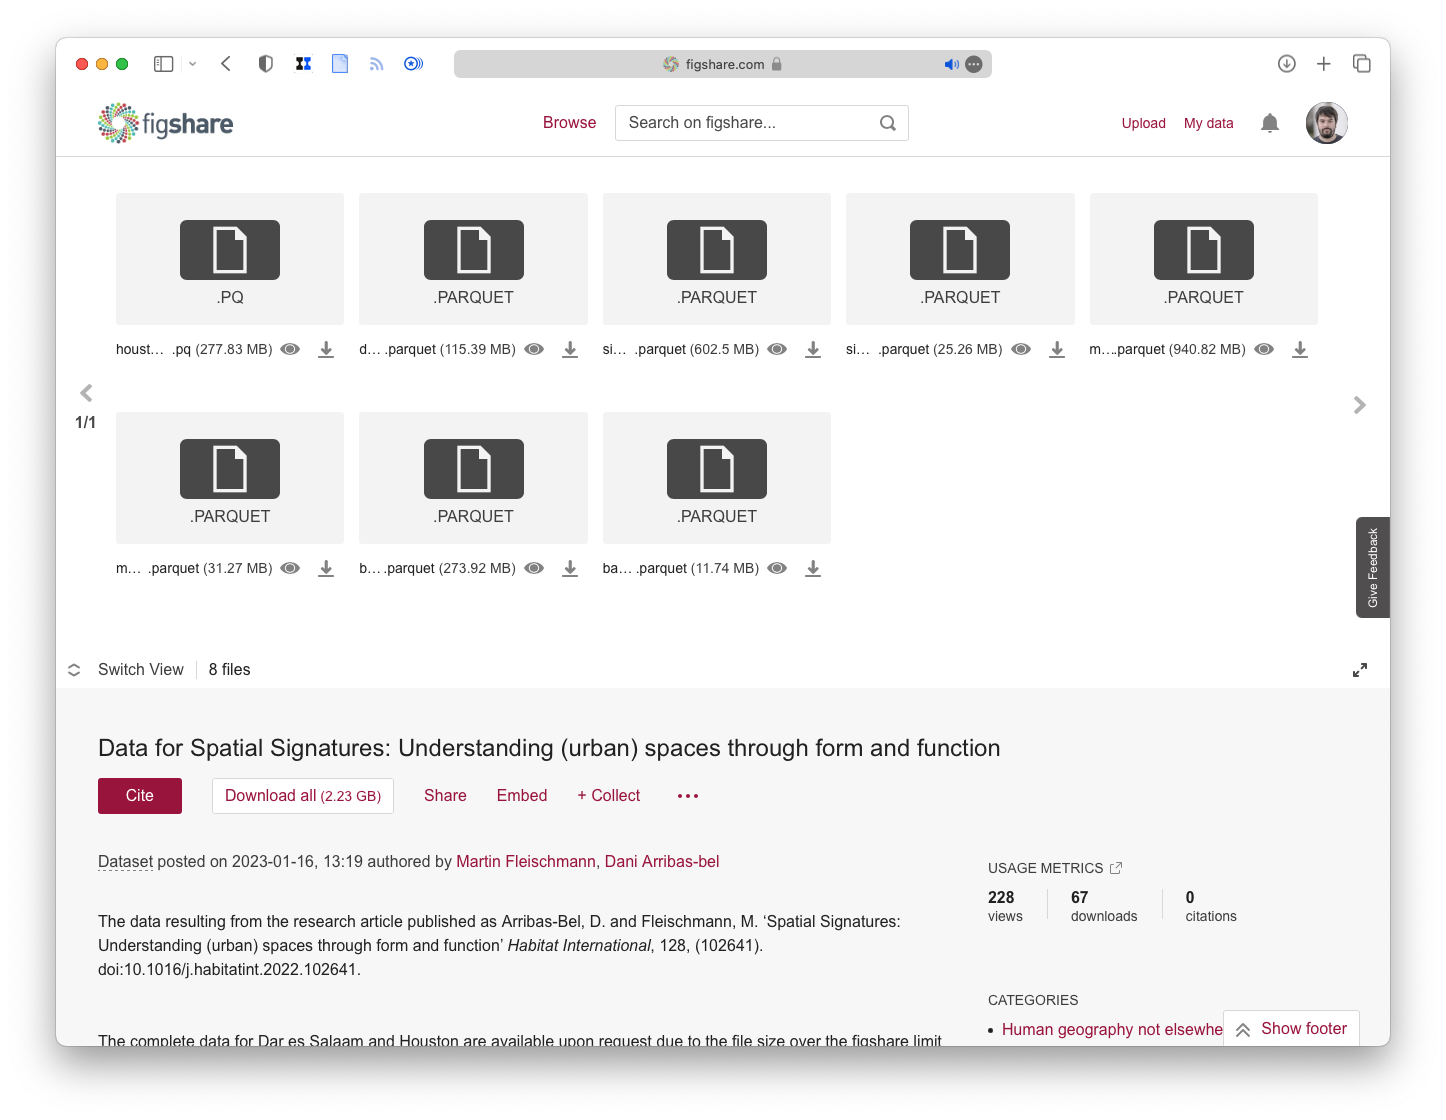 figshare.com
figshare
Browse
Search on figshare...
Upload
My data
.PQ
.PARQUET
.PARQUET
.PARQUET
.PARQUET
houst... .pq (277.83 MB)
d... .parquet (115.39 MB)
si... .parquet (602.5 MB)
si... .parquet (25.26 MB)
m... .parquet (940.82 MB)
1/1
.PARQUET
.PARQUET
.PARQUET
m... .parquet (31.27 MB)
b... .parquet (273.92 MB)
ba... .parquet (11.74 MB)
Give Feedback
Switch View
8 files
Data for Spatial Signatures: Understanding (urban) spaces through form and function
Cite
Download all (2.23 GB)
Share
Embed
+ Collect
Dataset posted on 2023-01-16, 13:19 authored by Martin Fleischmann, Dani Arribas-bel
The data resulting from the research article published as Arribas-Bel, D. and Fleischmann, M. ‘Spatial Signatures:
Understanding (urban) spaces through form and function’ Habitat International, 128, (102641).
doi:10.1016/j.habitatint.2022.102641.
The complete data for Dar es Salaam and Houston are available upon request due to the file size over the figshare limit
USAGE METRICS
228
views
67
downloads
0
citations
CATEGORIES
• Human geography not elsewhe
Show footer